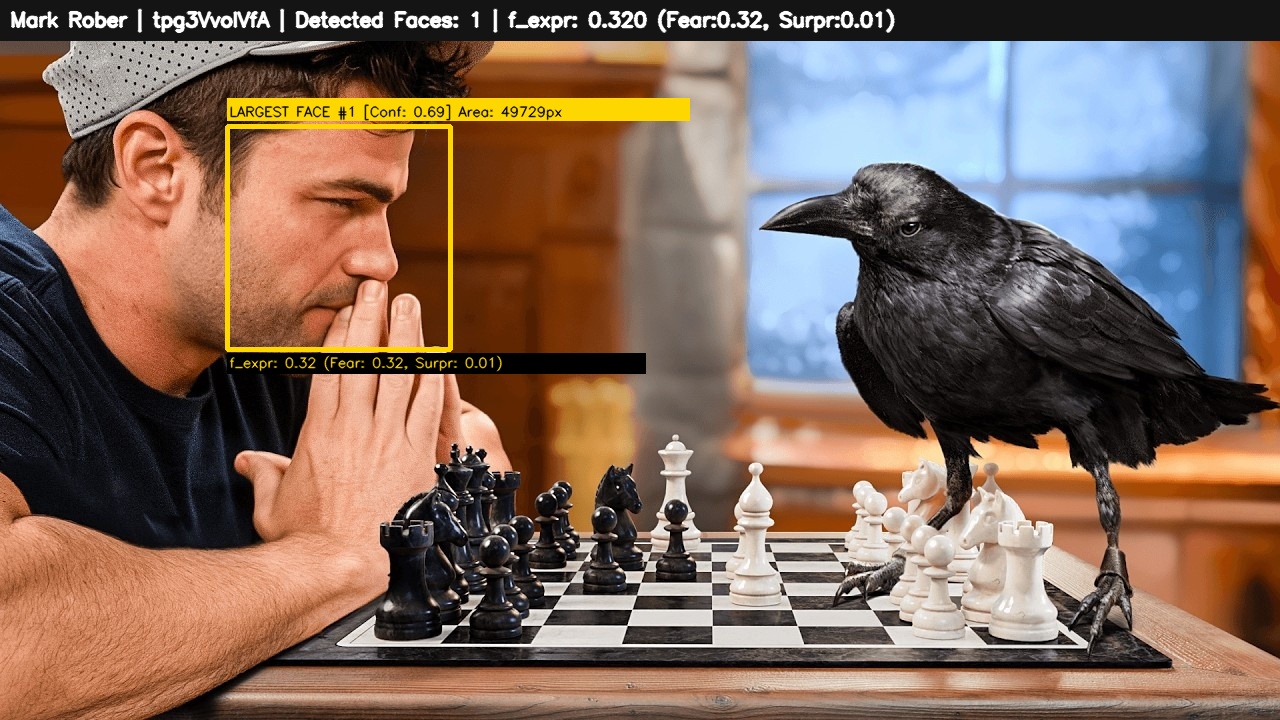 Mark Rober | tpg3VvoIVfA | Detected Faces: 1 | f_expr: 0.320 (Fear:0.32, Surpr:0.01)
LARGEST FACE #1 [Conf: 0.69] Area: 49729px
f_expr: 0.32 (Fear: 0.32, Surpr: 0.01)